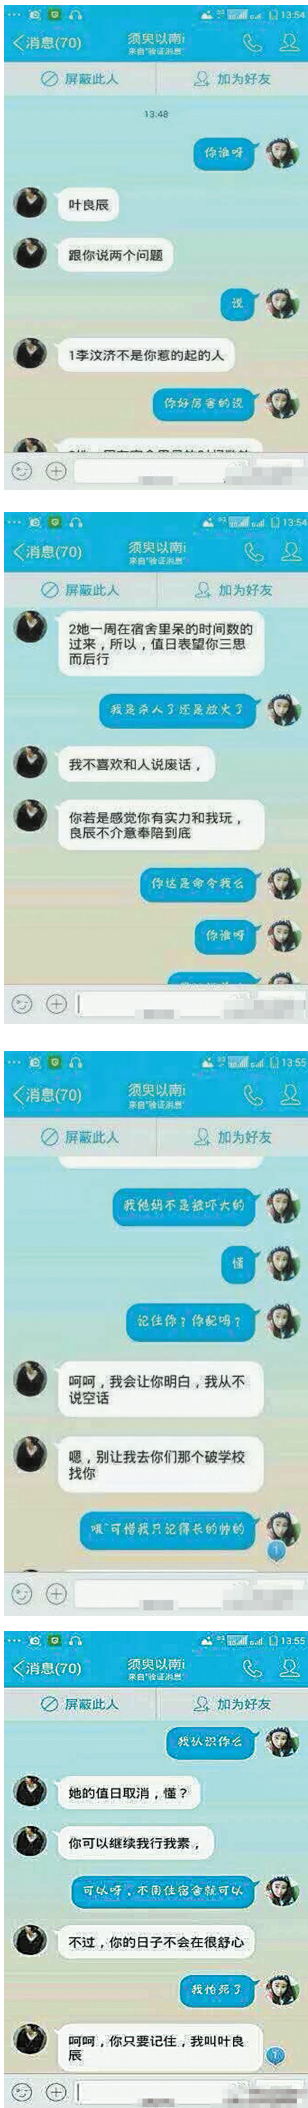 13:54
消息(70)
须臾以南i
来自"验证消息"
屏蔽此人
加为好友
13:48
你谁呀
叶良辰
跟你说两个问题
说
1李汶济不是你惹的起的人
你好厉害的说
13:54
消息(70)
须臾以南i
来自"验证消息"
屏蔽此人
加为好友
2她一周在宿舍里呆的时间数的
过来，所以，值日表望你三思
而后行
我是杀人了还是放火了
我不喜欢和人说废话，
你若是感觉你有实力和我玩，
良辰不介意奉陪到底
你这是命令我么
你谁呀
13:55
消息(70)
须臾以南i
来自"验证消息"
屏蔽此人
加为好友
我他妈不是被吓大的
懂
记住你？你配吗？
呵呵，我会让你明白，我从不
说空话
嗯，别让我去你们那个破学校
找你
哦~可惜我只记得长的帅的
13:55
消息(70)
须臾以南i
来自"验证消息"
屏蔽此人
加为好友
我认识你么
她的值日取消，懂？
你可以继续我行我素，
可以呀，不用住宿舍就可以
不过，你的日子不会在很舒心
我怕死了
呵呵，你只要记住，我叫叶良
辰